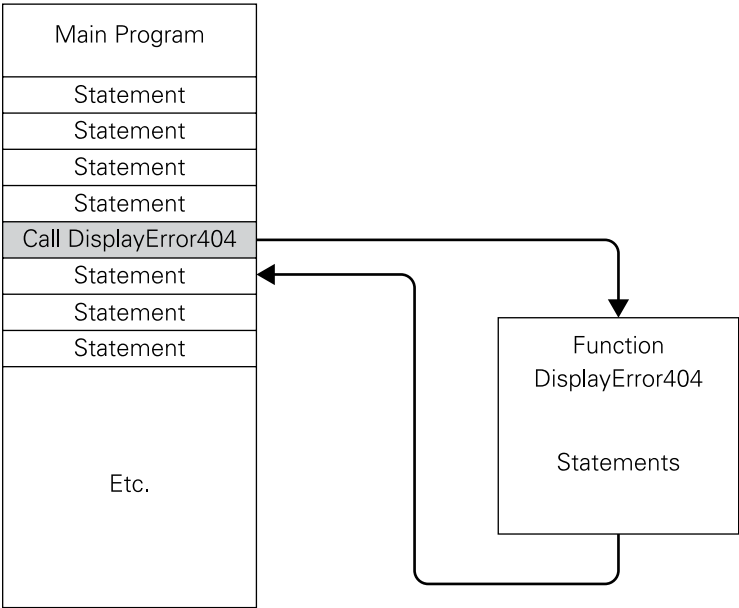 Main Program
Statement
Statement
Statement
Statement
Call DisplayError404
Statement
Statement
Statement
Etc.
Function
DisplayError404
Statements